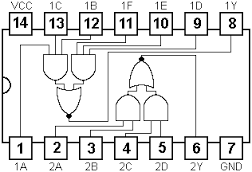 VCC 1C 1B 1F 1E 1D 1Y
14 13 12 11 10 9 8
1 2 3 4 5 6 7
1A 2A 2B 2C 2D 2Y GND